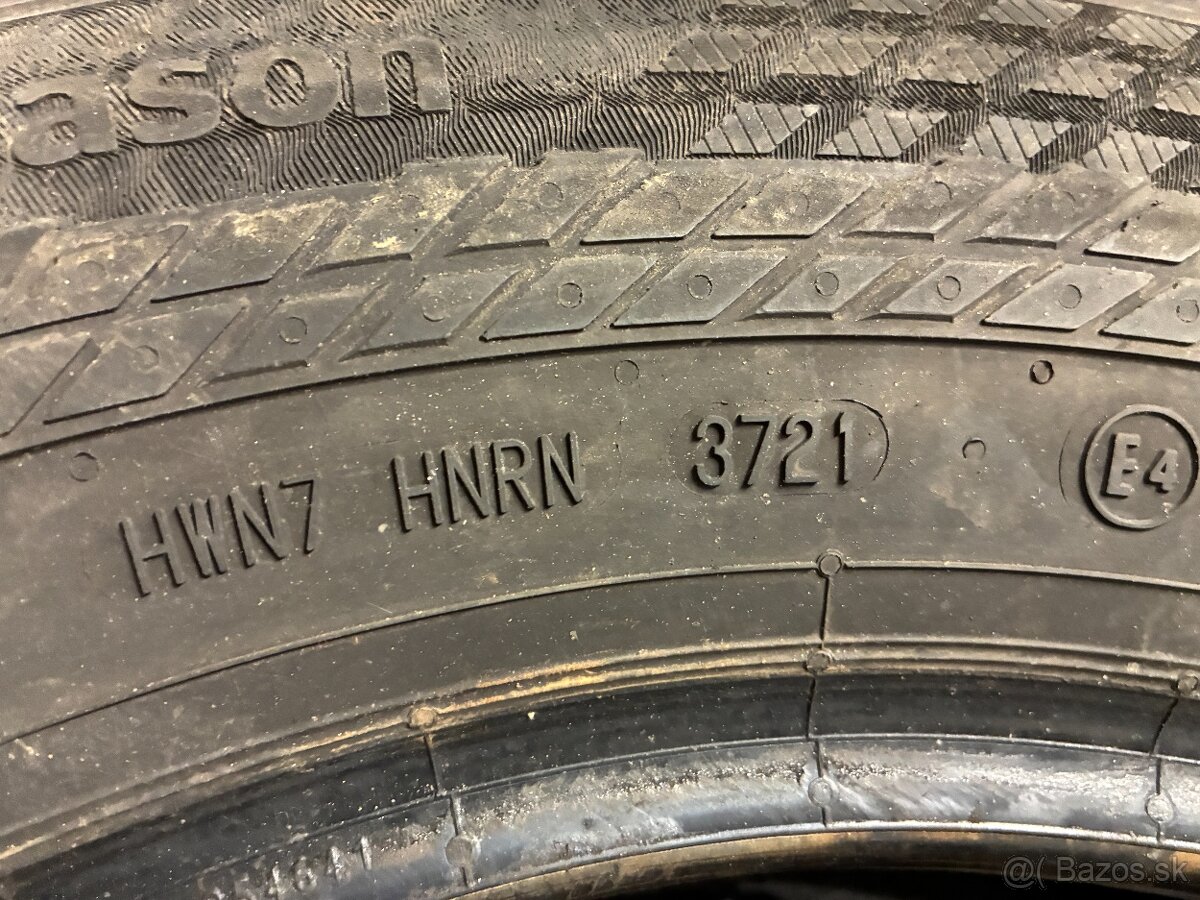 ason
HWN7 HNRN 3721 E4
@( Bazos.sk